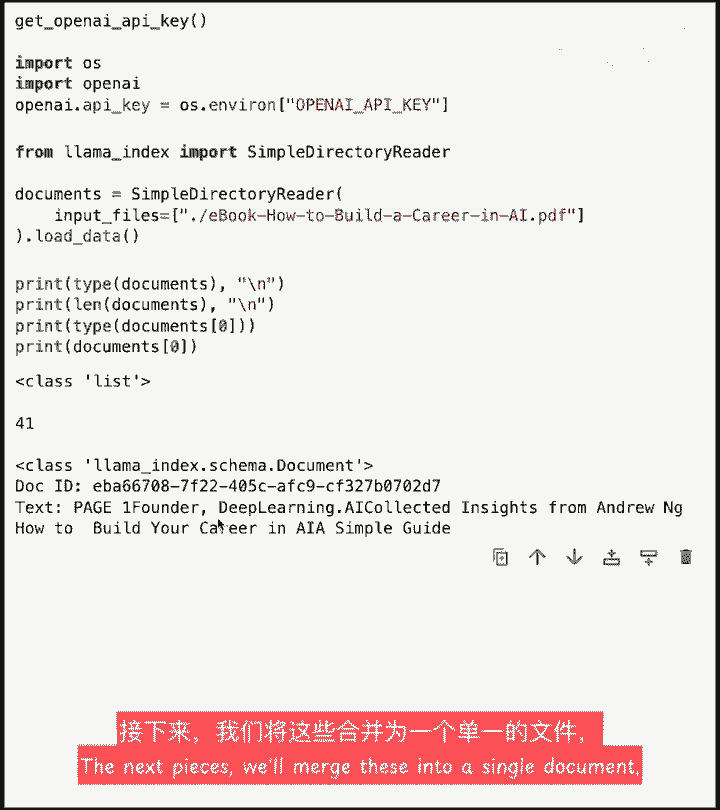 get_openai_api_key()
import os
import openai
openai.api_key = os.environ["OPENAI_API_KEY"]
from llama_index import SimpleDirectoryReader
documents = SimpleDirectoryReader(
    input_files=["./eBook-How-to-Build-a-Career-in-AI.pdf"]
).load_data()
print(type(documents), "\n")
print(len(documents), "\n")
print(type(documents[0]))
print(documents[0])
<class 'list'>
41
<class 'llama_index.schema.Document'>
Doc ID: eba66708-7f22-405c-afc9-cf327b0702d7
Text: PAGE 1Founder, DeepLearning.AICollected Insights from Andrew Ng
How to  Build Your Career in AIA Simple Guide
接下来，我们将这些合并为一个单一的文件，
The next pieces, we'll merge these into a single document,